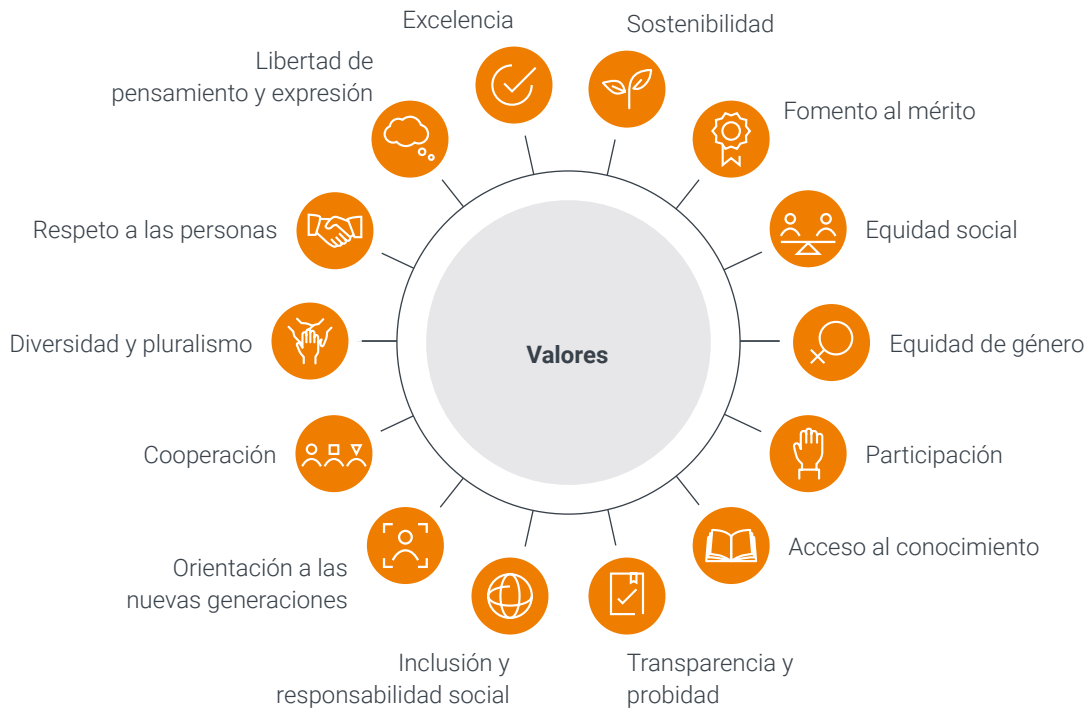 Excelencia
Sostenibilidad
Libertad de
pensamiento y expresión
Fomento al mérito
Respeto a las personas
Equidad social
Diversidad y pluralismo
Valores
Equidad de género
Cooperación
Participación
Orientación a las
nuevas generaciones
Acceso al conocimiento
Inclusión y
responsabilidad social
Transparencia y
probidad